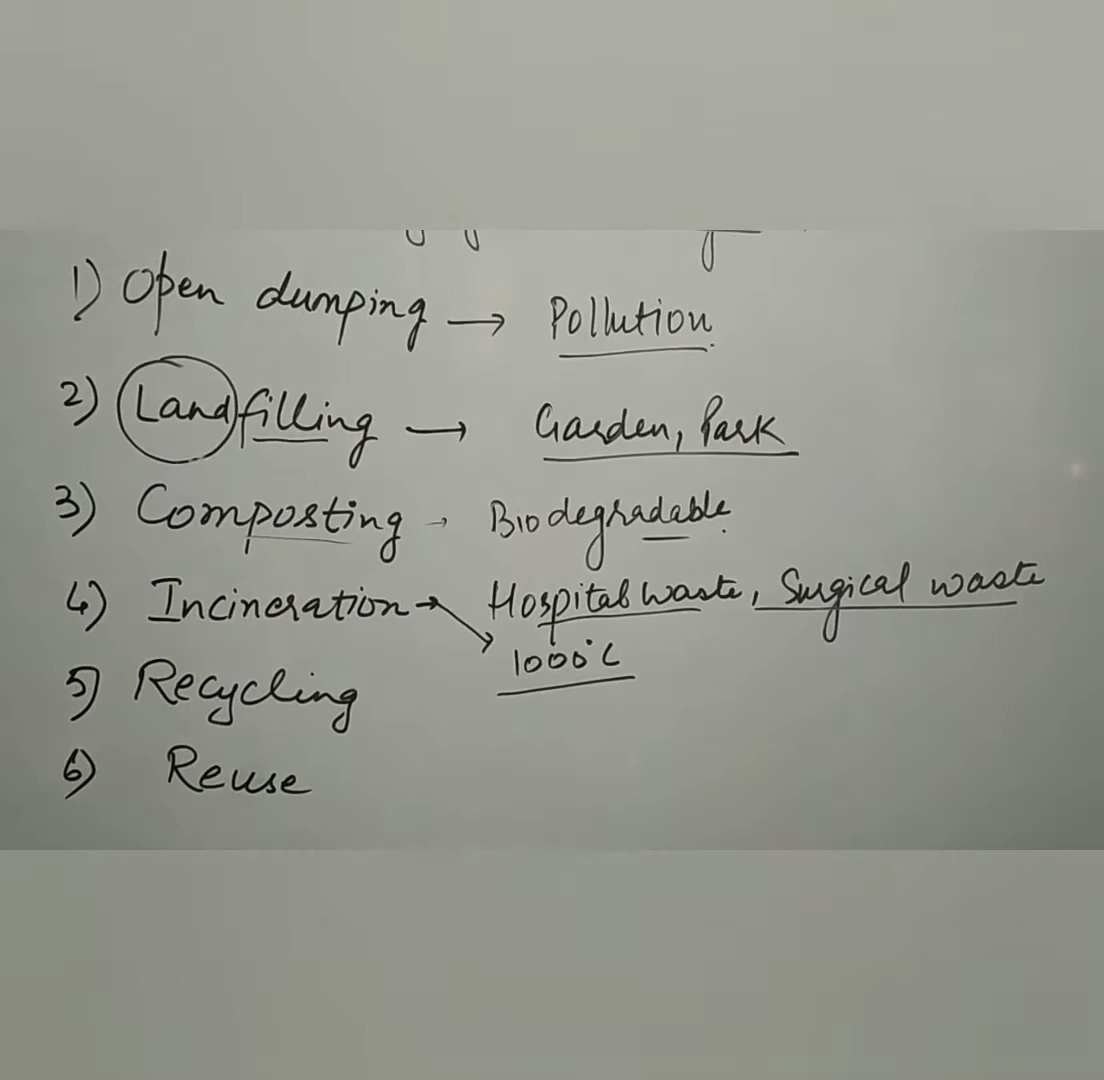 1) Open dumping → Pollution
2) Landfilling → Garden, Park
3) Composting → Biodegradable
4) Incineration → Hospital waste, Surgical waste
1000°C
5) Recycling
6) Reuse